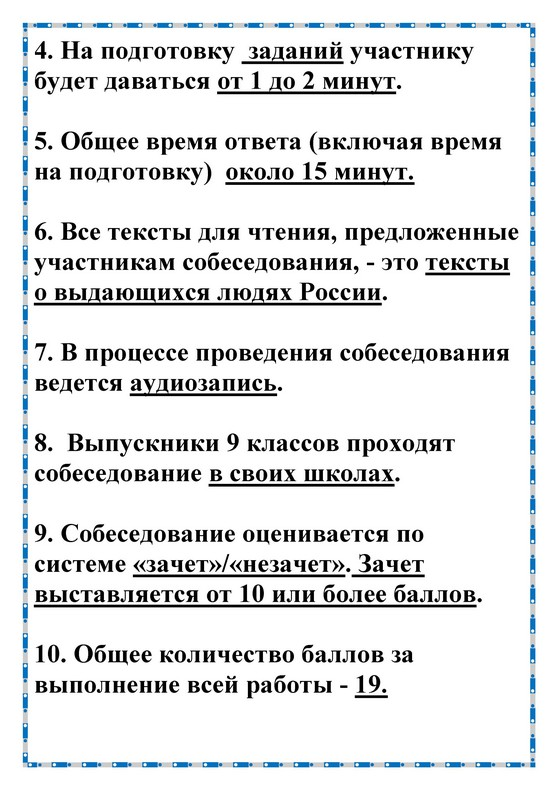 4. На подготовку  заданий участнику
будет даваться от 1 до 2 минут.
5. Общее время ответа (включая время
на подготовку)  около 15 минут.
6. Все тексты для чтения, предложенные
участникам собеседования, - это тексты
о выдающихся людях России.
7. В процессе проведения собеседования
ведется аудиозапись.
8.  Выпускники 9 классов проходят
собеседование в своих школах.
9. Собеседование оценивается по
системе «зачет»/«незачет». Зачет
выставляется от 10 или более баллов.
10. Общее количество баллов за
выполнение всей работы - 19.